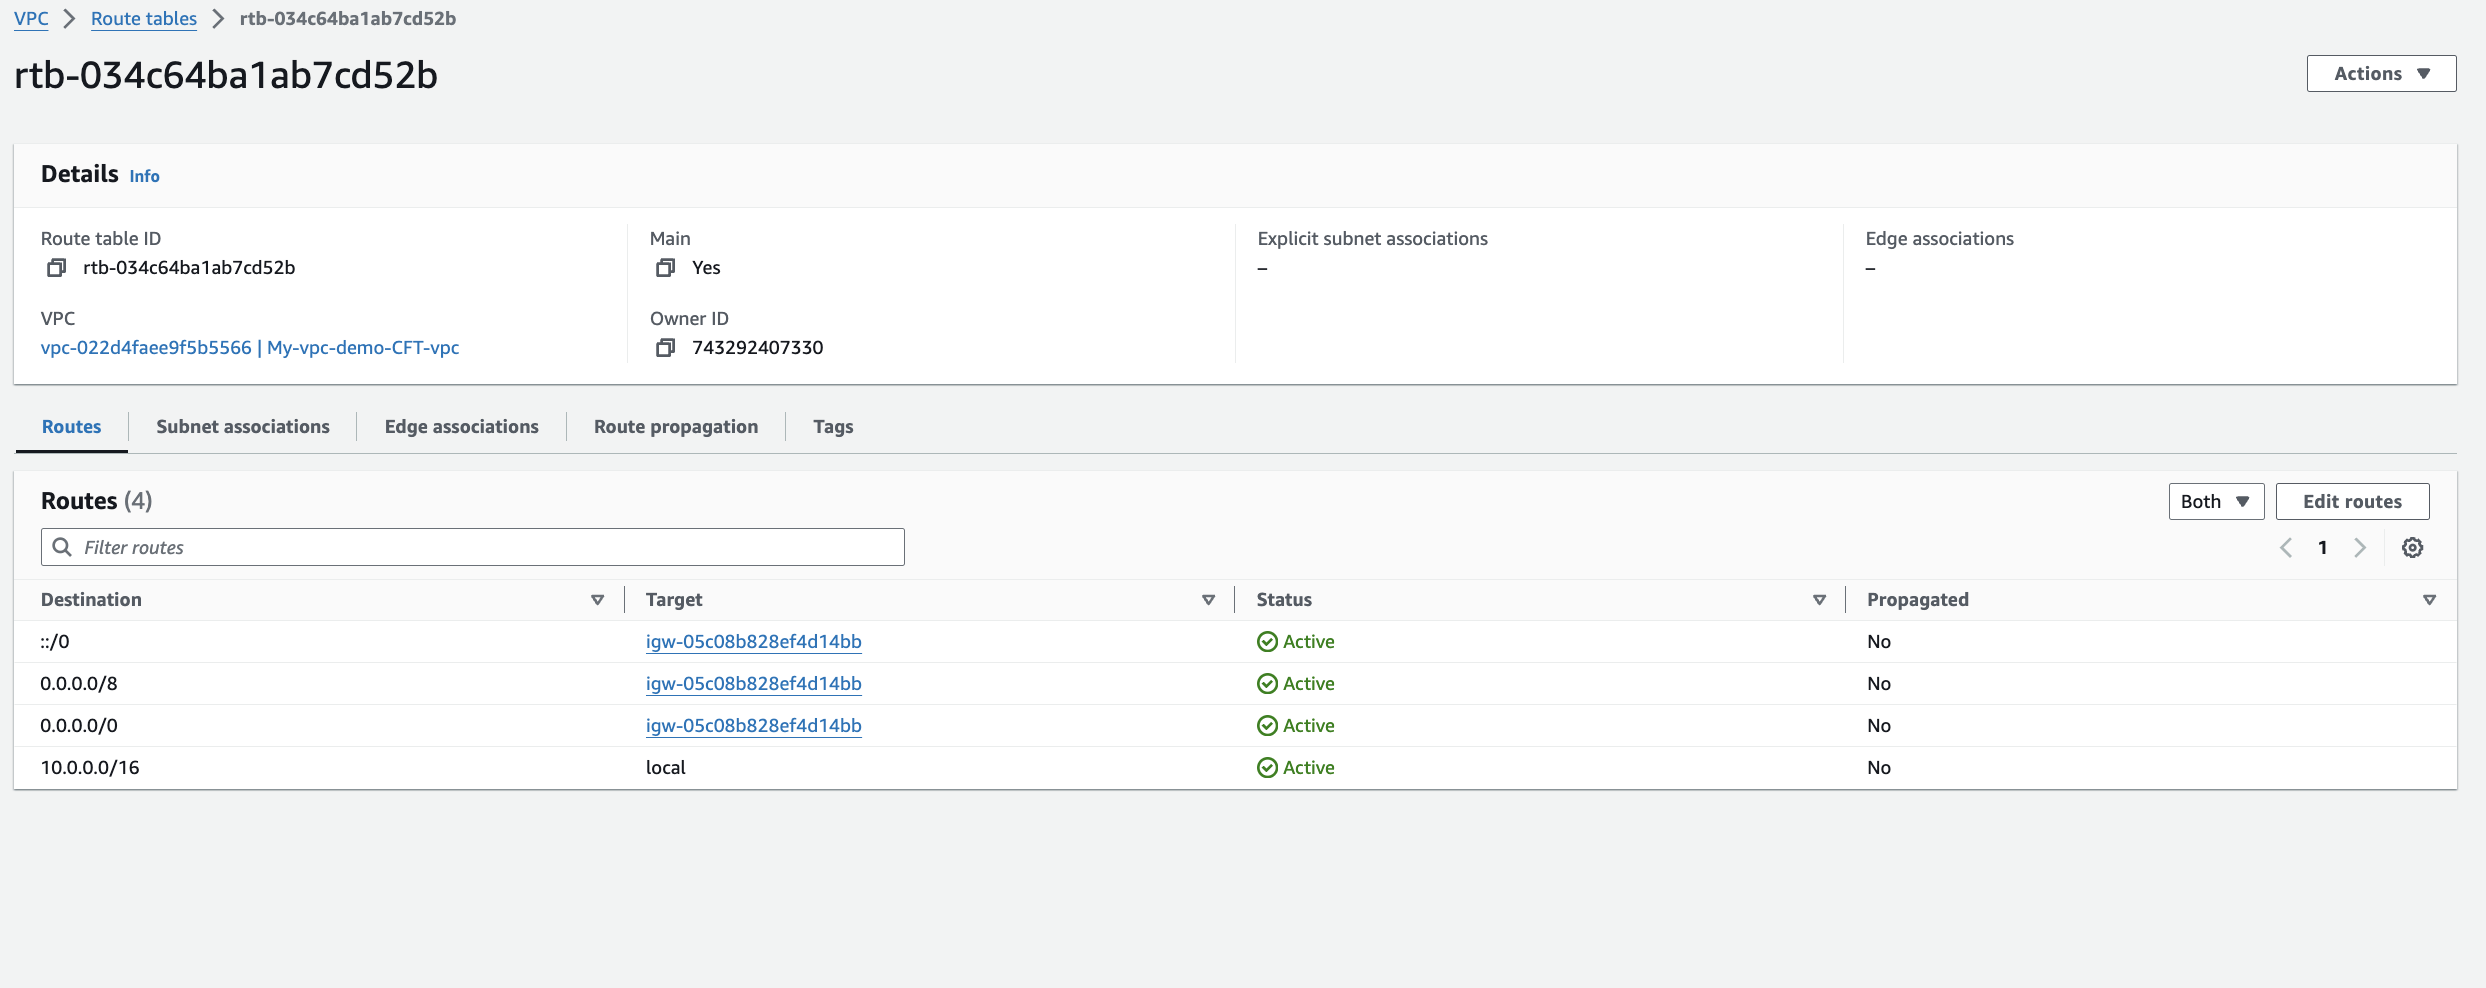 VPC > Route tables > rtb-034c64ba1ab7cd52b
rtb-034c64ba1ab7cd52b
Actions
Details Info
Route table ID
rtb-034c64ba1ab7cd52b
Main
Yes
Explicit subnet associations
–
Edge associations
–
VPC
vpc-022d4faee9f5b5566 | My-vpc-demo-CFT-vpc
Owner ID
743292407330
Routes Subnet associations Edge associations Route propagation Tags
Routes (4)
Both Edit routes
Filter routes
1
Destination Target Status Propagated
::/0 igw-05c08b828ef4d14bb Active No
0.0.0.0/8 igw-05c08b828ef4d14bb Active No
0.0.0.0/0 igw-05c08b828ef4d14bb Active No
10.0.0.0/16 local Active No